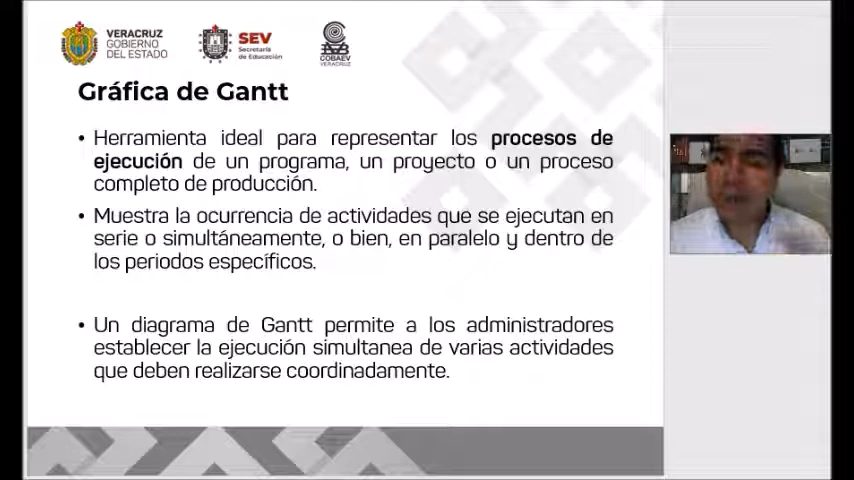 VERACRUZ
GOBIERNO
DEL ESTADO
SEV
Secretaría
de Educación
COBAEV
VERACRUZ
Gráfica de Gantt
• Herramienta ideal para representar los procesos de
ejecución de un programa, un proyecto o un proceso
completo de producción.
• Muestra la ocurrencia de actividades que se ejecutan en
serie o simultáneamente, o bien, en paralelo y dentro de
los periodos específicos.
• Un diagrama de Gantt permite a los administradores
establecer la ejecución simultanea de varias actividades
que deben realizarse coordinadamente.